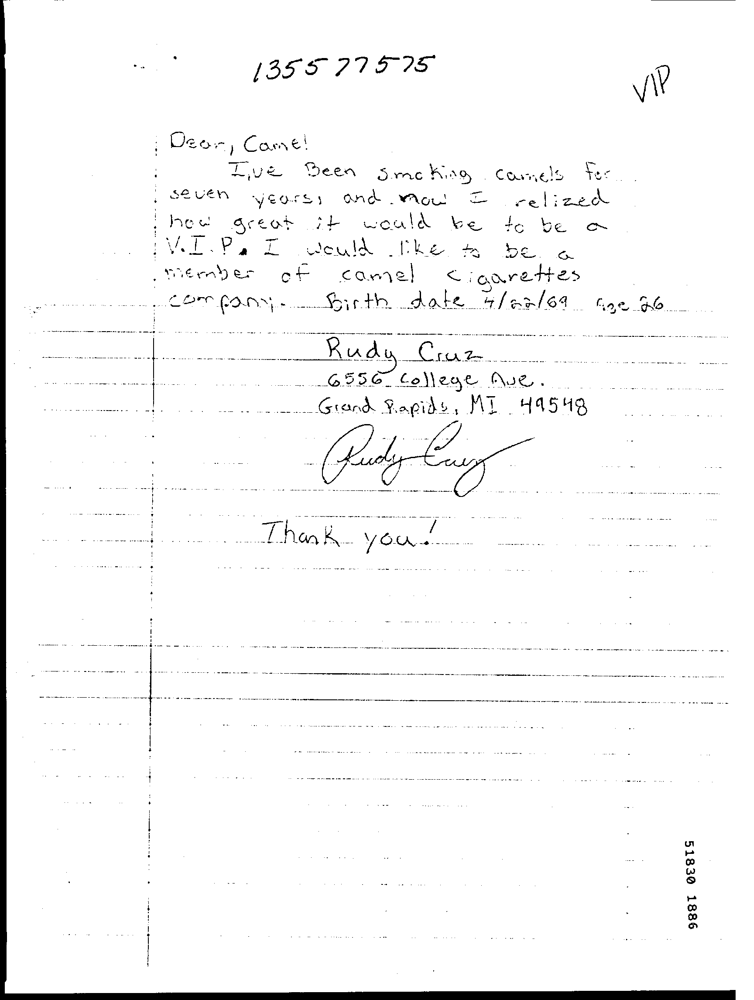 135577575
VIP
Dear, Camel
I,ve Been smoking camels for
seven years, and now I relized
how great it would be to be a
V.I.P. I would like to be a
member of camel cigarettes
company. Birth date 4/22/69 Age 26
Rudy Cruz
6556 College Ave.
Grand Rapids, MI 49548
Rudy Cruz
Thank you!
51830 1886